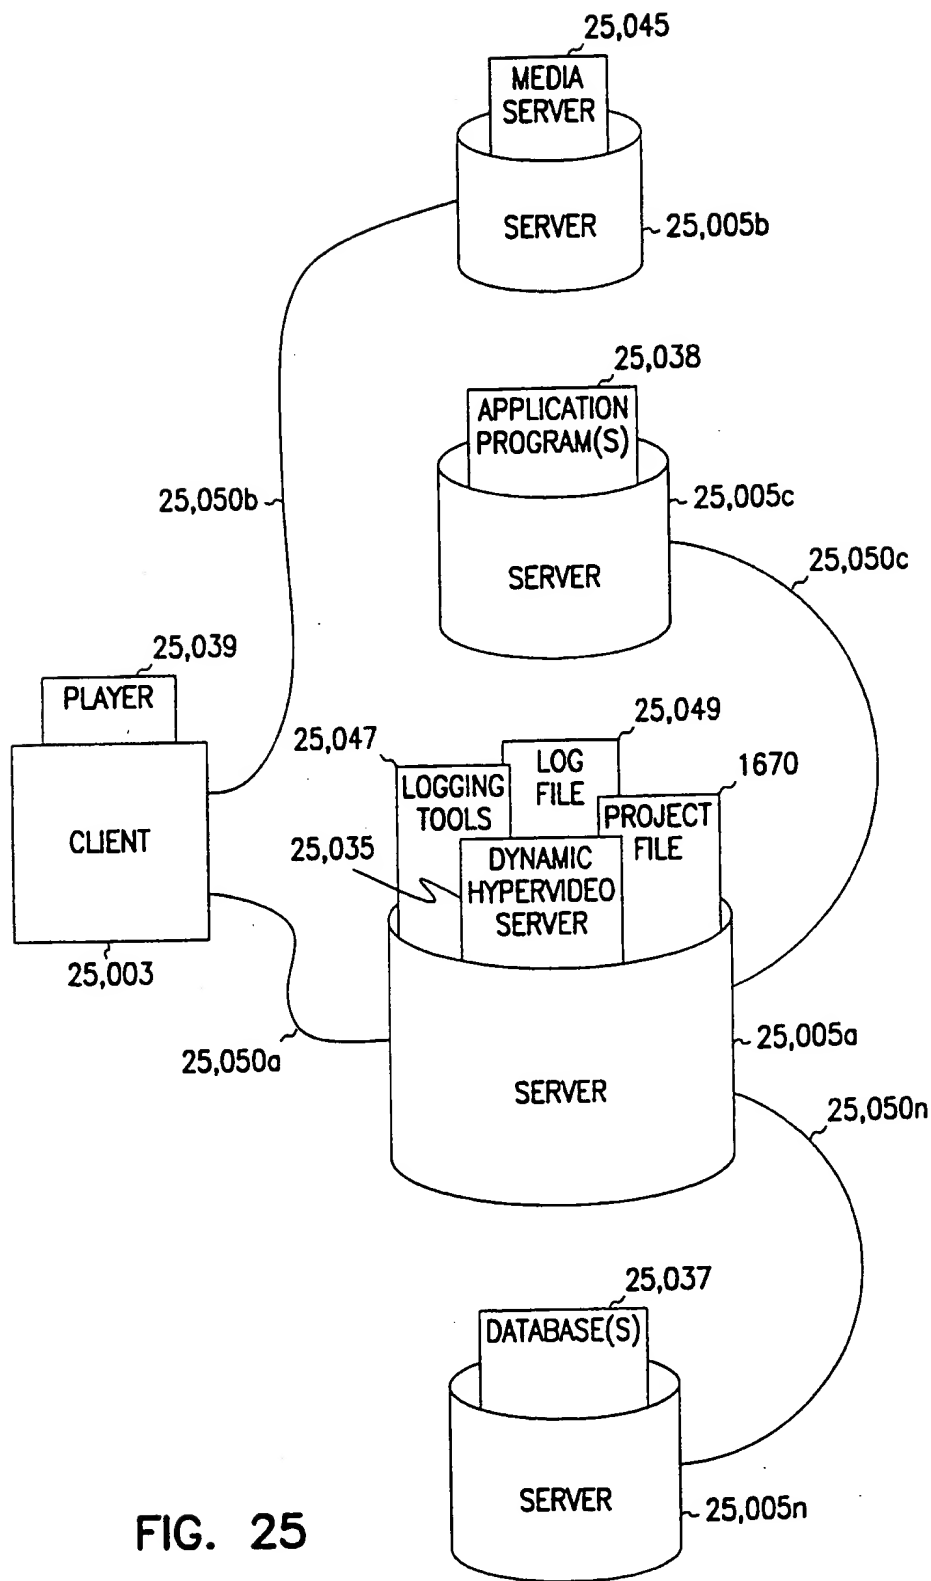 25,045
MEDIA
SERVER
SERVER
25,005b
25,038
APPLICATION
PROGRAM(S)
25,050b
25,005c
SERVER
25,050c
25,039
PLAYER
25,049
25,047
LOG
FILE
1670
LOGGING
TOOLS
PROJECT
FILE
CLIENT
25,035
DYNAMIC
HYPERVIDEO
SERVER
25,003
25,050a
25,005a
SERVER
25,050n
25,037
DATABASE(S)
SERVER
25,005n
FIG. 25